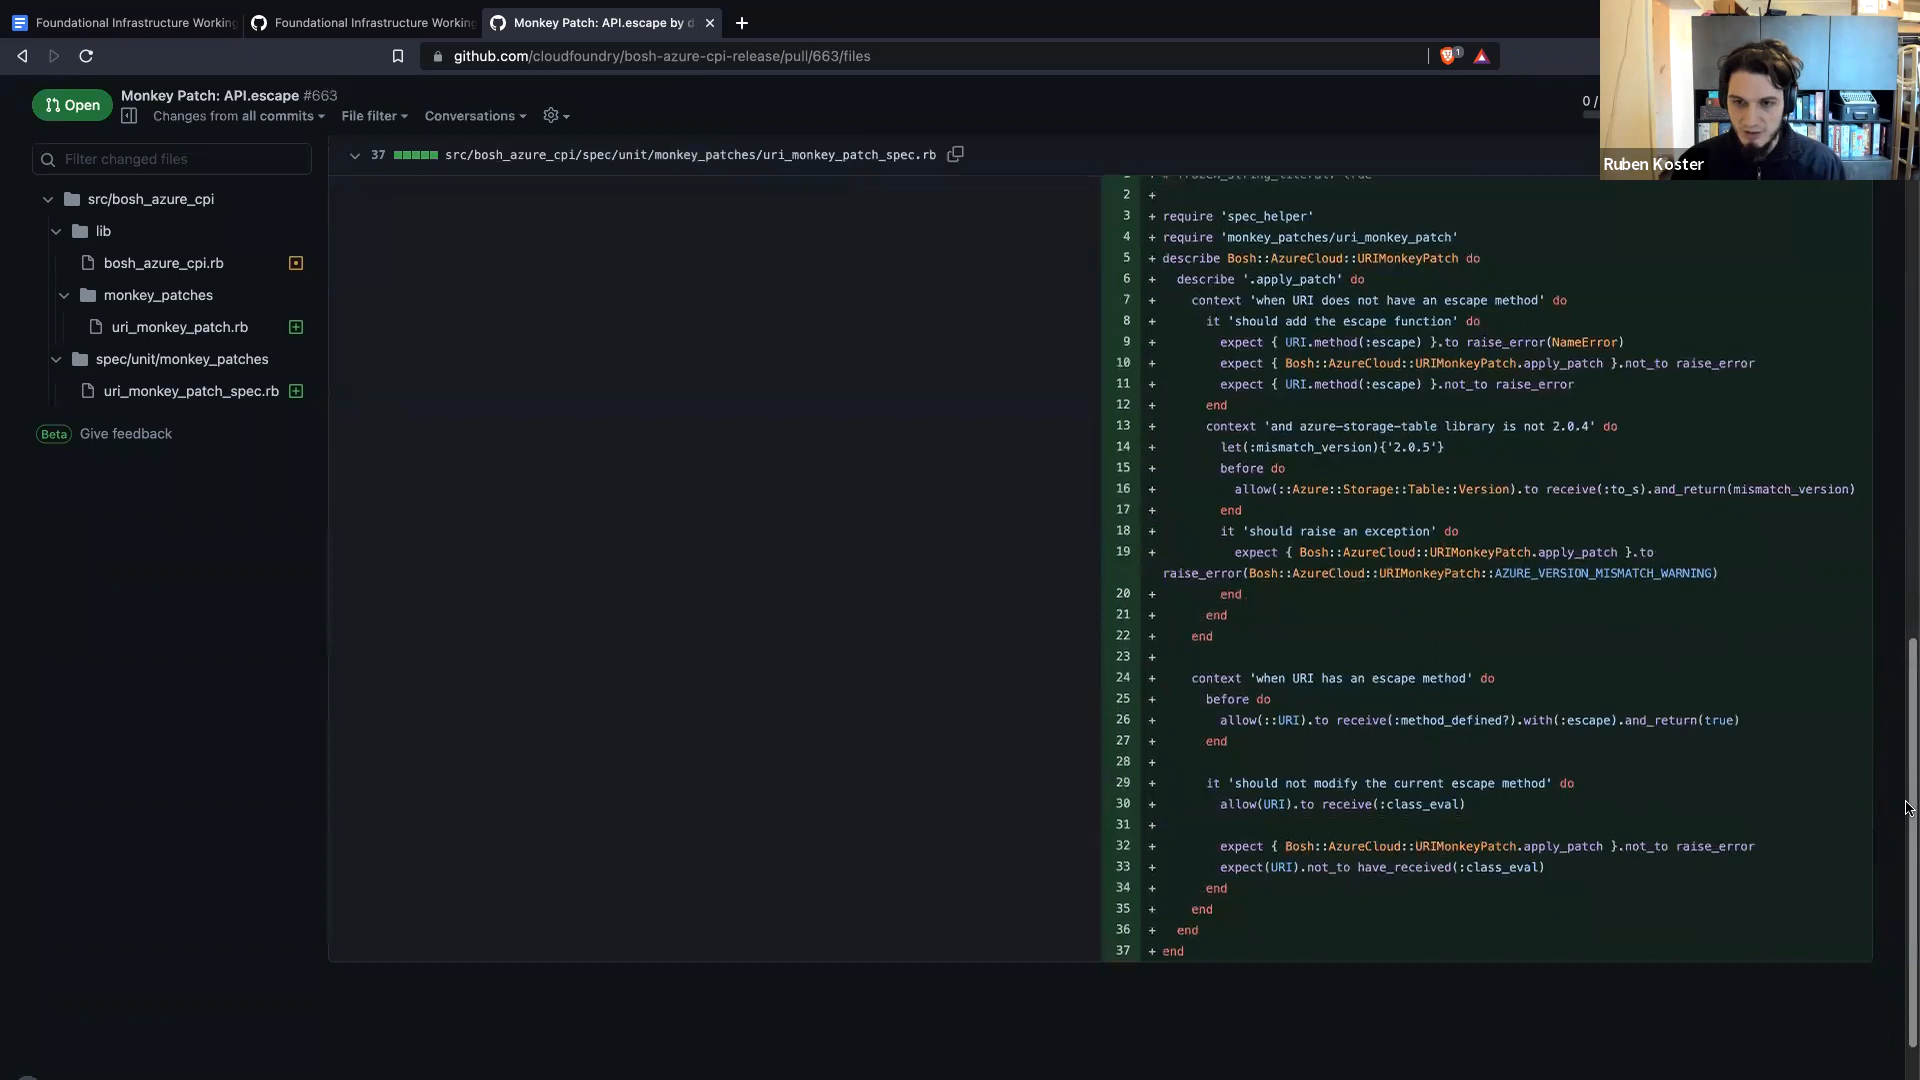 Foundational Infrastructure Working
Foundational Infrastructure Working
Monkey Patch: API.escape by d
github.com/cloudfoundry/bosh-azure-cpi-release/pull/663/files
1
Open
Monkey Patch: API.escape #663
Changes from all commits
File filter
Conversations
0 /
Ruben Koster
Filter changed files
src/bosh_azure_cpi
lib
bosh_azure_cpi.rb
monkey_patches
uri_monkey_patch.rb
spec/unit/monkey_patches
uri_monkey_patch_spec.rb
Beta Give feedback
37 src/bosh_azure_cpi/spec/unit/monkey_patches/uri_monkey_patch_spec.rb
2 +
3 + require 'spec_helper'
4 + require 'monkey_patches/uri_monkey_patch'
5 + describe Bosh::AzureCloud::URIMonkeyPatch do
6 + describe '.apply_patch' do
7 + context 'when URI does not have an escape method' do
8 + it 'should add the escape function' do
9 + expect { URI.method(:escape) }.to raise_error(NameError)
10 + expect { Bosh::AzureCloud::URIMonkeyPatch.apply_patch }.not_to raise_error
11 + expect { URI.method(:escape) }.not_to raise_error
12 + end
13 + context 'and azure-storage-table library is not 2.0.4' do
14 + let(:mismatch_version){'2.0.5'}
15 + before do
16 + allow(::Azure::Storage::Table::Version).to receive(:to_s).and_return(mismatch_version)
17 + end
18 + it 'should raise an exception' do
19 + expect { Bosh::AzureCloud::URIMonkeyPatch.apply_patch }.to
raise_error(Bosh::AzureCloud::URIMonkeyPatch::AZURE_VERSION_MISMATCH_WARNING)
20 + end
21 + end
22 + end
23 +
24 + context 'when URI has an escape method' do
25 + before do
26 + allow(::URI).to receive(:method_defined?).with(:escape).and_return(true)
27 + end
28 +
29 + it 'should not modify the current escape method' do
30 + allow(URI).to receive(:class_eval)
31 +
32 + expect { Bosh::AzureCloud::URIMonkeyPatch.apply_patch }.not_to raise_error
33 + expect(URI).not_to have_received(:class_eval)
34 + end
35 + end
36 + end
37 + end